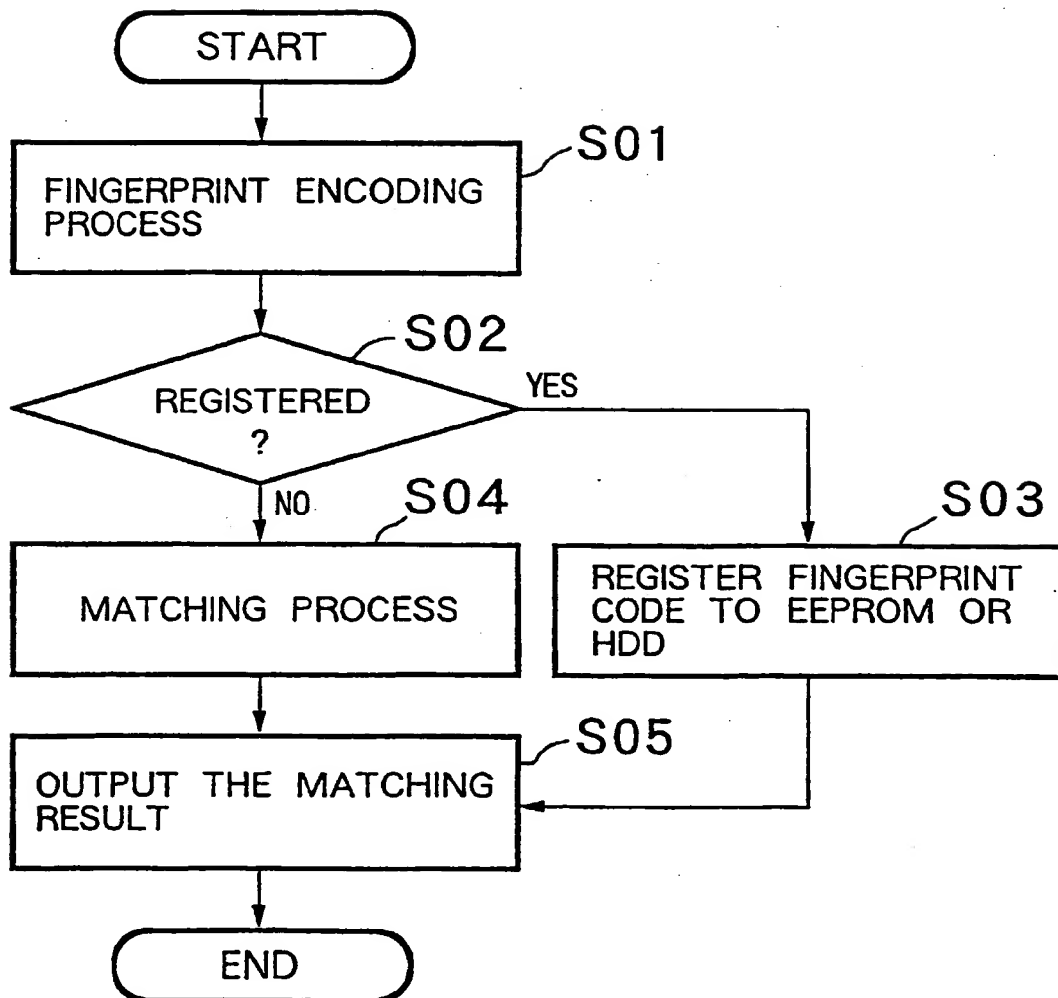 START
S01
FINGERPRINT ENCODING
PROCESS
S02
REGISTERED
?
YES
NO
S04
MATCHING PROCESS
S03
REGISTER FINGERPRINT
CODE TO EEPROM OR
HDD
S05
OUTPUT THE MATCHING
RESULT
END